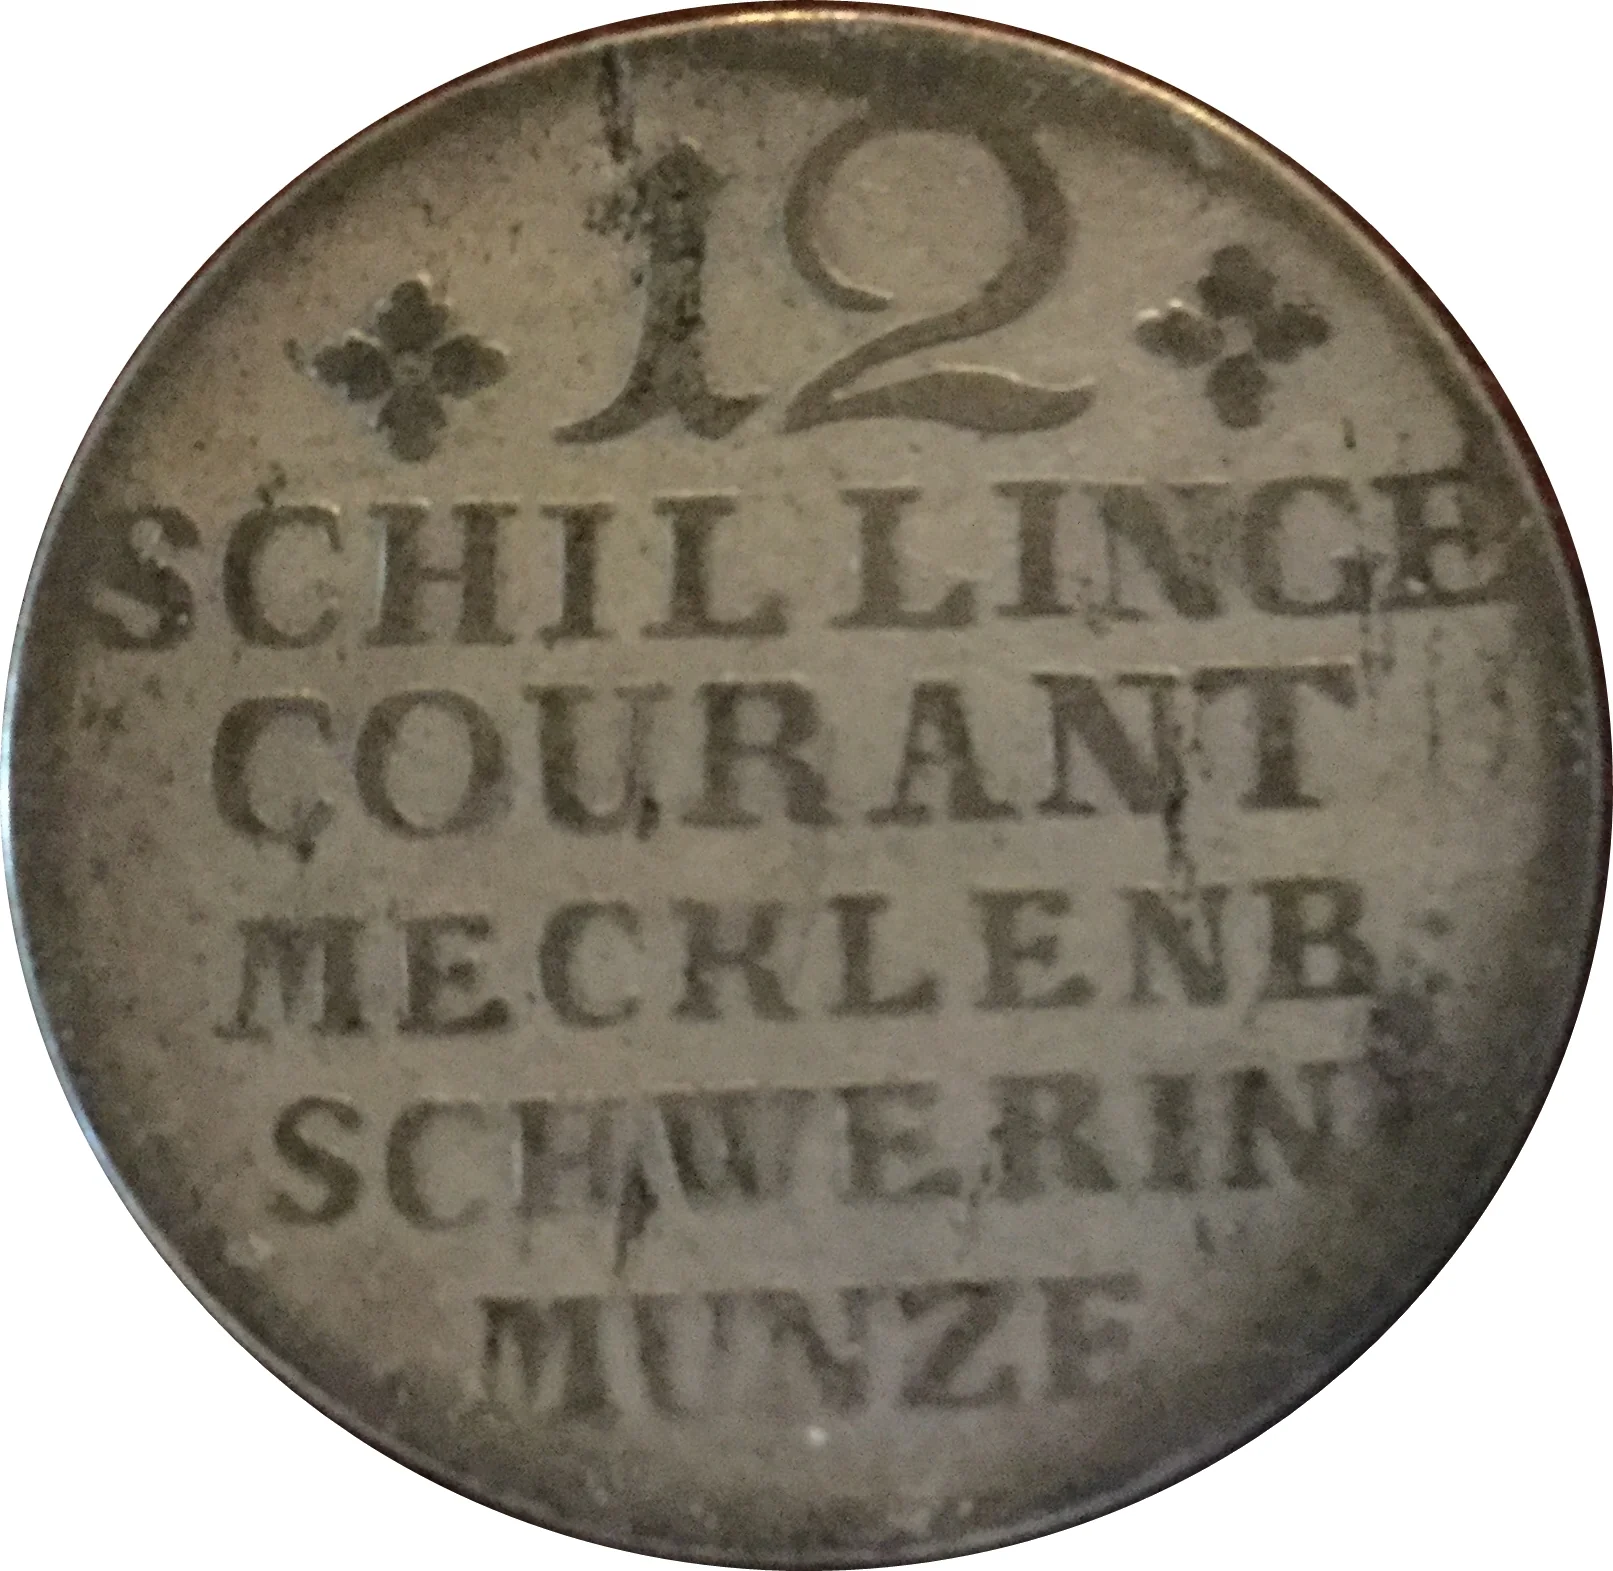 12
SCHILLINGE
COURANT
MECKLENB
SCHWERIN
MUNZE